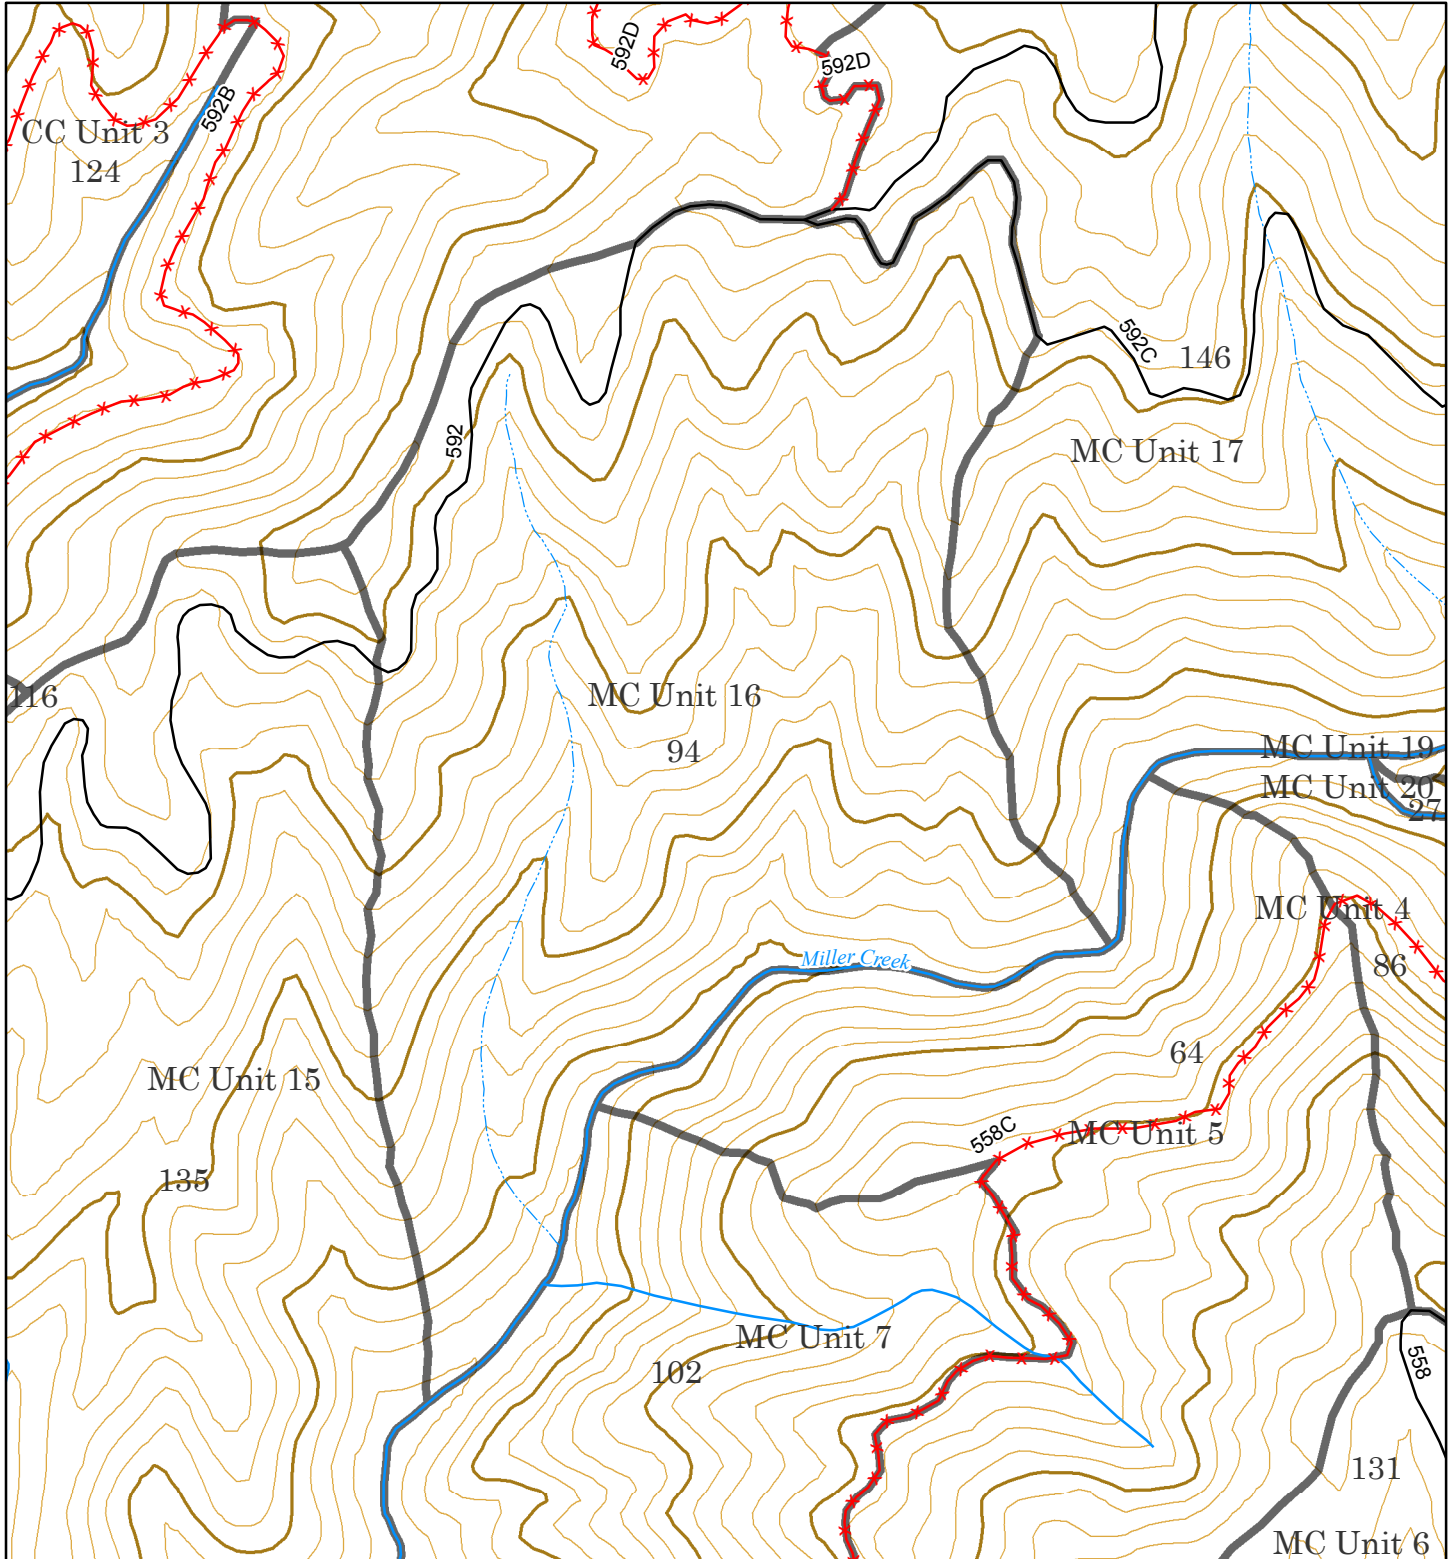 592D
592D
592B
CC Unit 3
124
592C
146
592
MC Unit 17
116
MC Unit 16
94
MC Unit 19
MC Unit 20
27
MC Unit 4
Miller Creek
86
64
MC Unit 15
558C
MC Unit 5
135
MC Unit 7
102
558
131
MC Unit 6